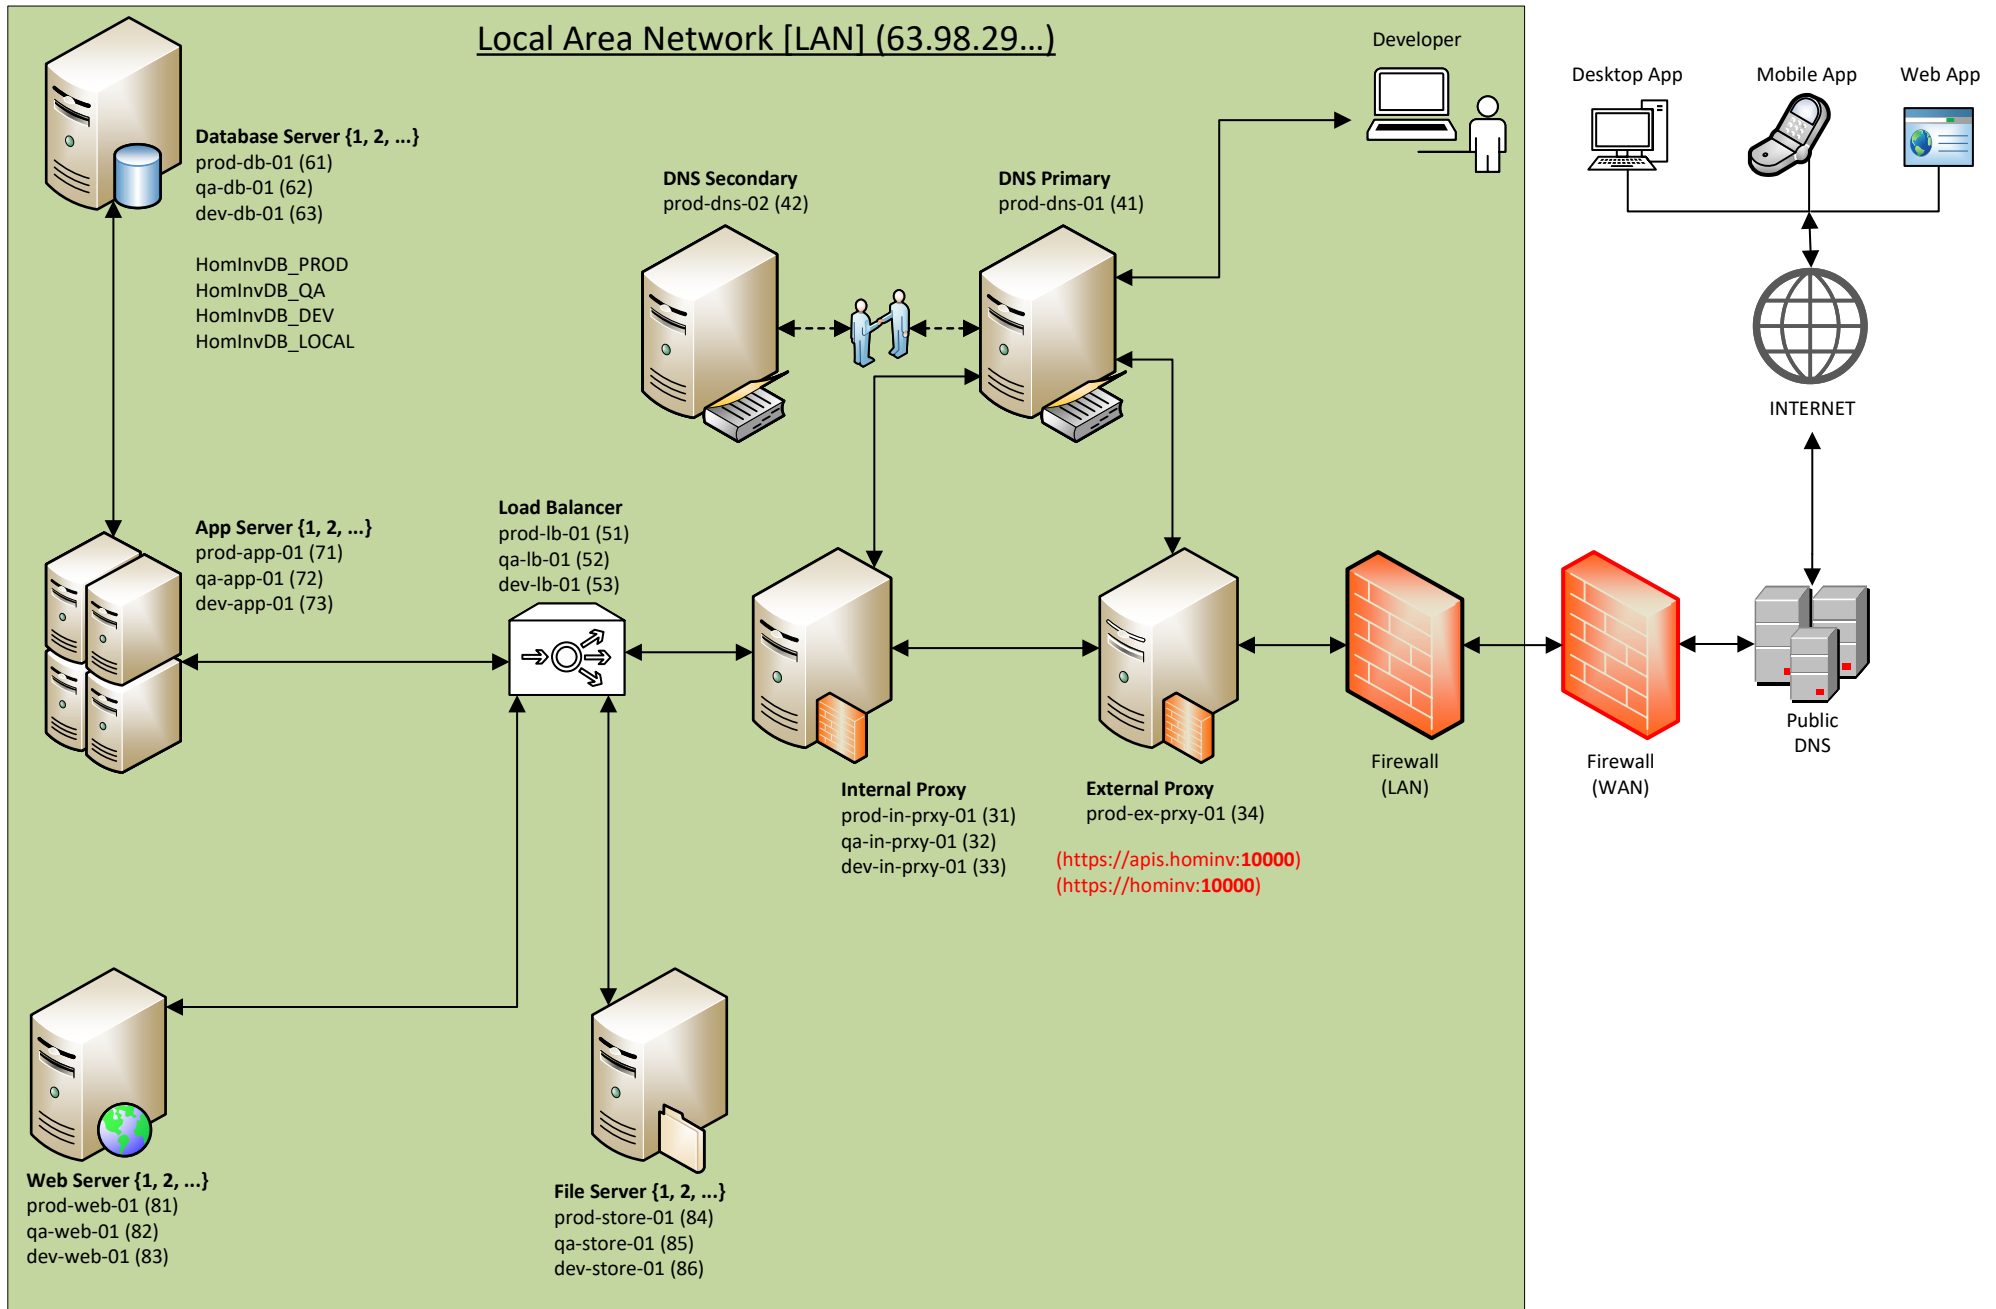 Local Area Network [LAN] (63.98.29...)
Developer
Desktop App
Mobile App
Web App
Database Server {1, 2, ...}
prod-db-01 (61)
qa-db-01 (62)
dev-db-01 (63)
HomInvDB_PROD
HomInvDB_QA
HomInvDB_DEV
HomInvDB_LOCAL
DNS Secondary
prod-dns-02 (42)
DNS Primary
prod-dns-01 (41)
INTERNET
App Server {1, 2, ...}
prod-app-01 (71)
qa-app-01 (72)
dev-app-01 (73)
Load Balancer
prod-lb-01 (51)
qa-lb-01 (52)
dev-lb-01 (53)
Internal Proxy
prod-in-prxy-01 (31)
qa-in-prxy-01 (32)
dev-in-prxy-01 (33)
External Proxy
prod-ex-prxy-01 (34)
(https://apis.hominv:10000)
(https://hominv:10000)
Firewall
(LAN)
Firewall
(WAN)
Public
DNS
Web Server {1, 2, ...}
prod-web-01 (81)
qa-web-01 (82)
dev-web-01 (83)
File Server {1, 2, ...}
prod-store-01 (84)
qa-store-01 (85)
dev-store-01 (86)